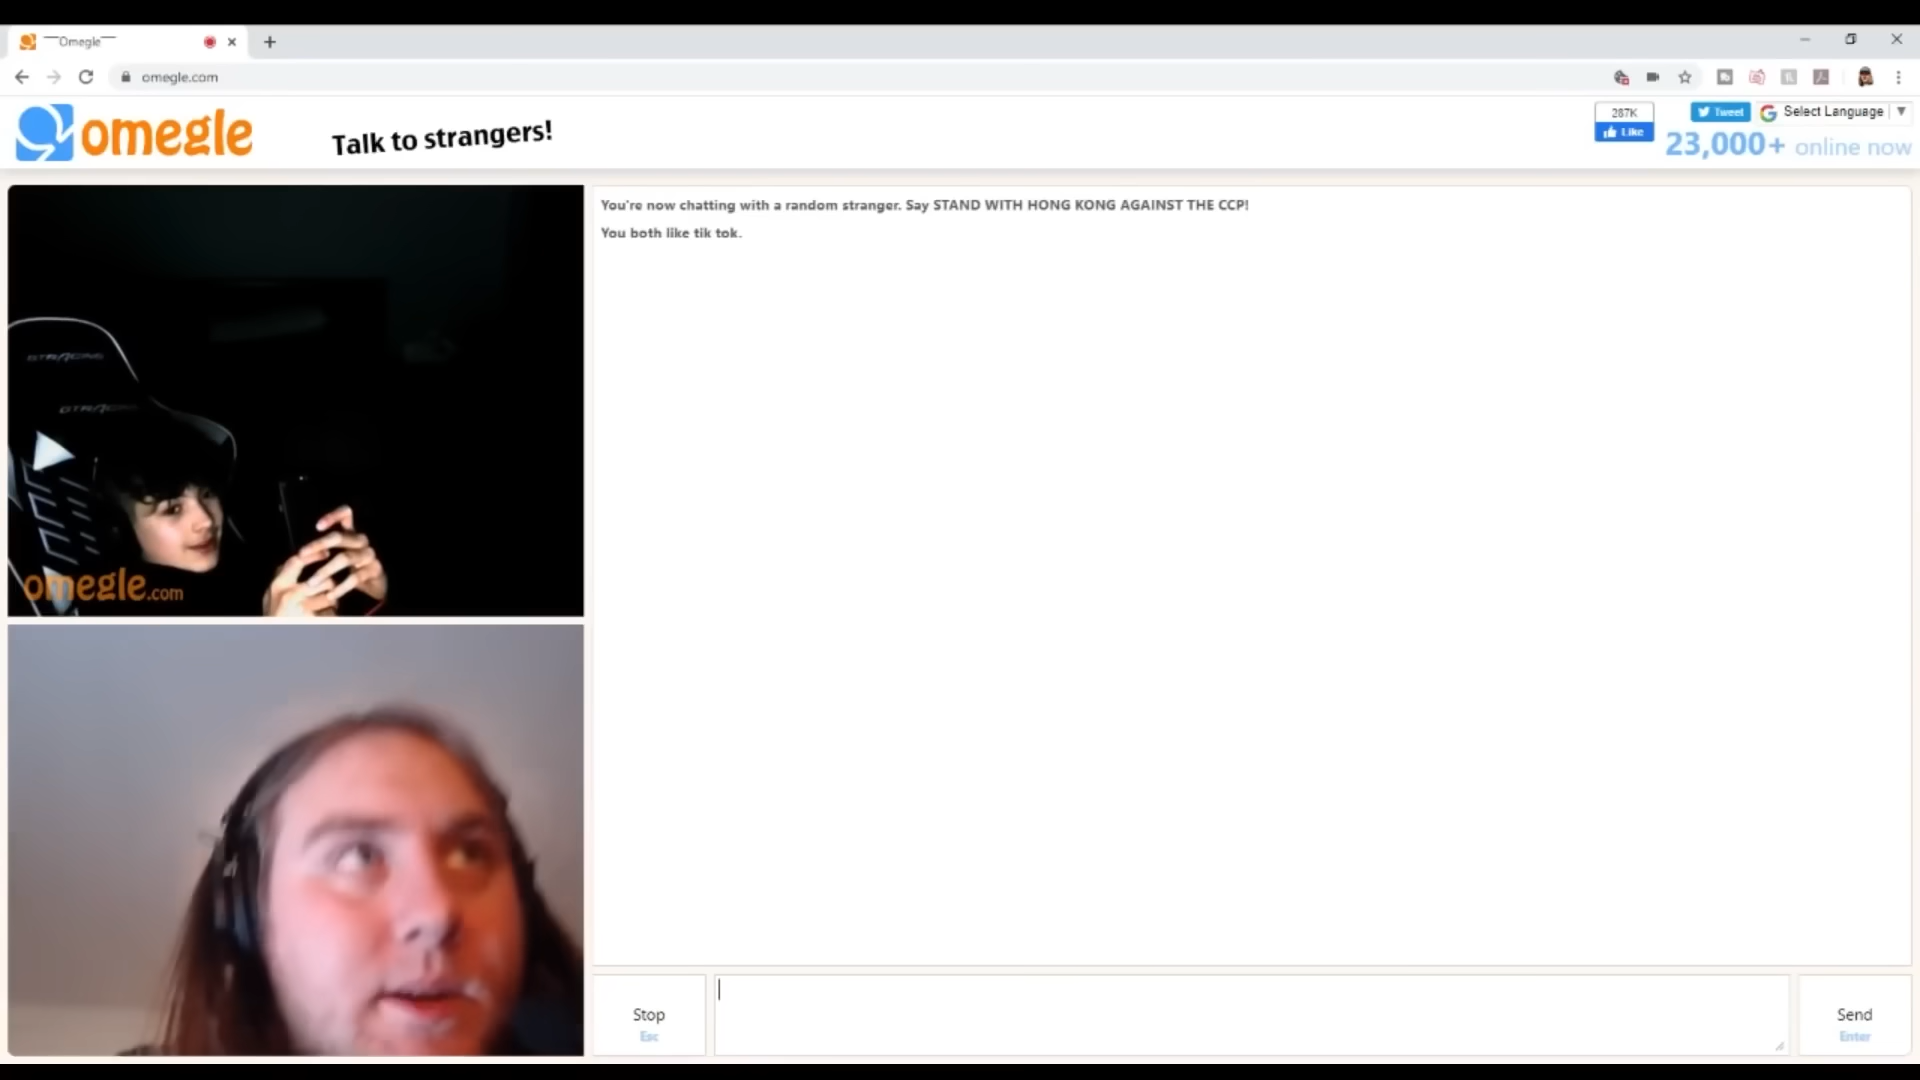 Omegle
omegle.com
omegle
Talk to strangers!
287K
Like
Tweet
Select Language
23,000+ online now
GTRACING
GTRACING
omegle.com
You're now chatting with a random stranger. Say STAND WITH HONG KONG AGAINST THE CCP!
You both like tik tok.
Stop
Esc
Send
Enter